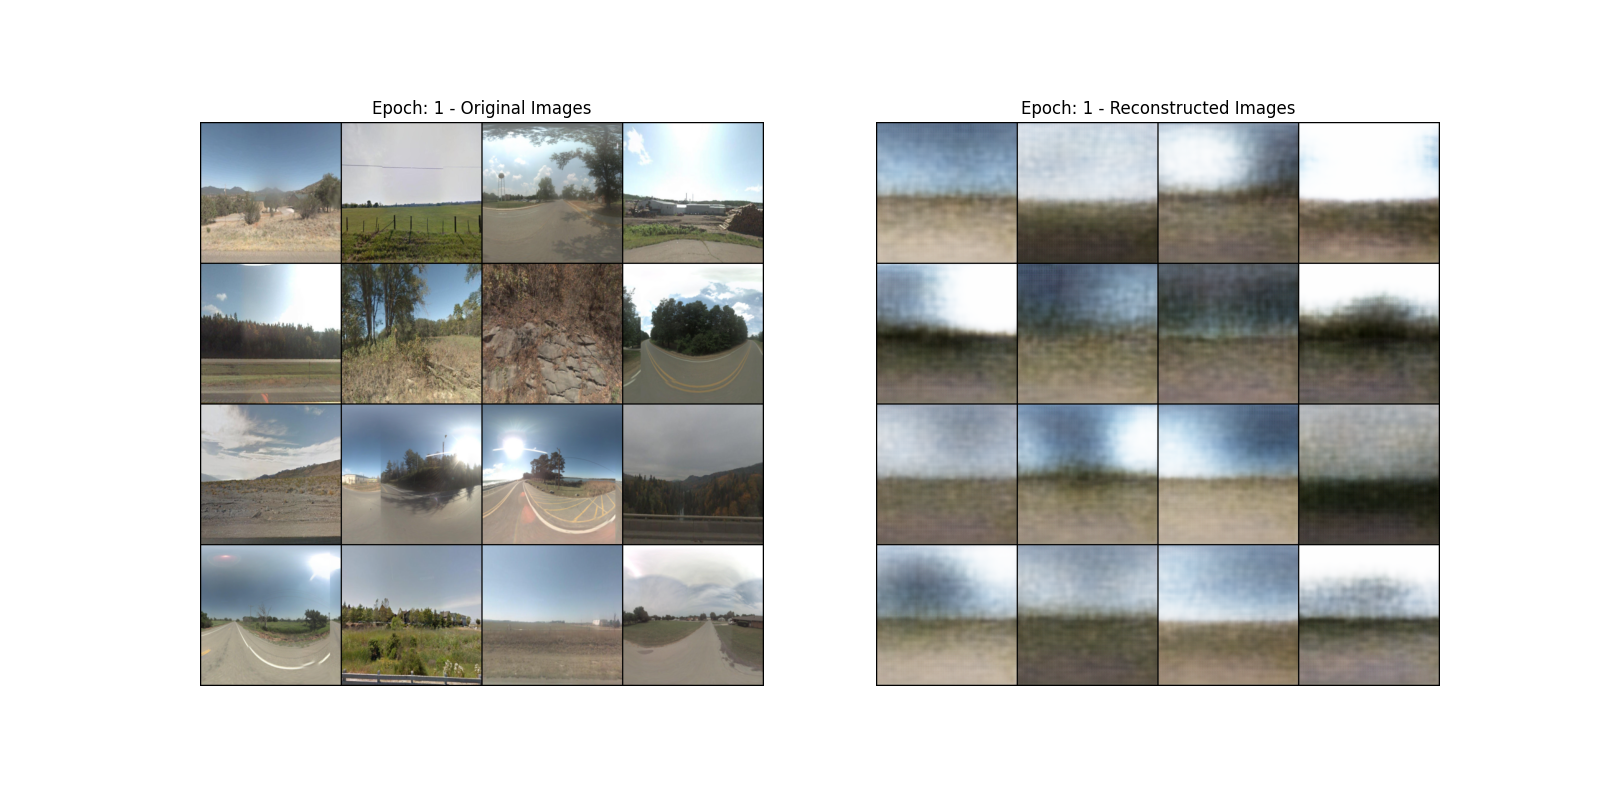 Epoch: 1 - Original Images
Epoch: 1 - Reconstructed Images